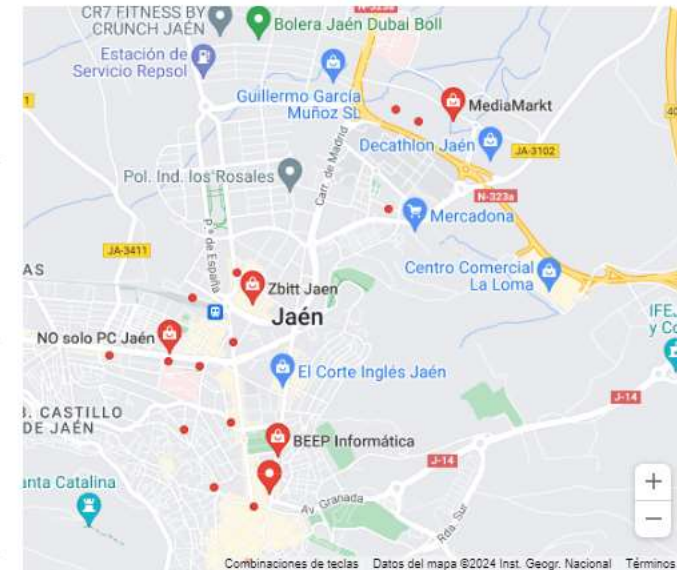 CR7 FITNESS BY
CRUNCH JAÉN
N-323a
Bolera Jaén Dubai Boll
Estación de
Servicio Repsol
Guillermo García
Muñoz SL
MediaMarkt
Decathlon Jaén
JA-3102
Carr. de Madrid
Pol. Ind. los Rosales
N-323a
Mercadona
P.º de España
JA-3411
AS
Centro Comercial
La Loma
Zbitt Jaen
Jaén
NO solo PC Jaén
El Corte Inglés Jaén
J-14
B. CASTILLO
DE JAÉN
BEEP Informática
J-14
anta Catalina
Av. Granada
Rda. Sur
+
−
Combinaciones de teclas Datos del mapa ©2024 Inst. Geogr. Nacional Términos